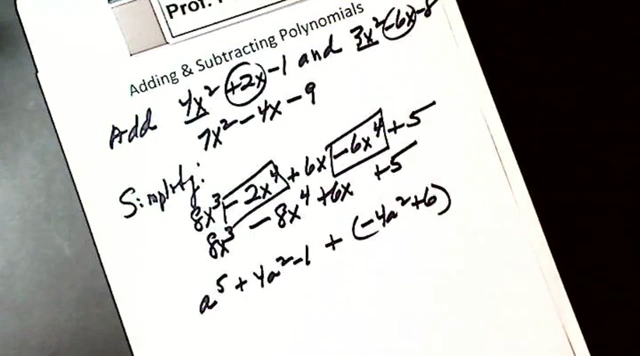 Prof.
Adding & Subtracting Polynomials
Add 4x² +2x -1 and 3x² -6x -8
7x² - 4x - 9
Simplify:
8x³ - 2x⁴ + 6x - 6x⁴ + 5
8x³ - 8x⁴ + 6x + 5
a⁵ + 4a² - 1 + (-4a² + 6)